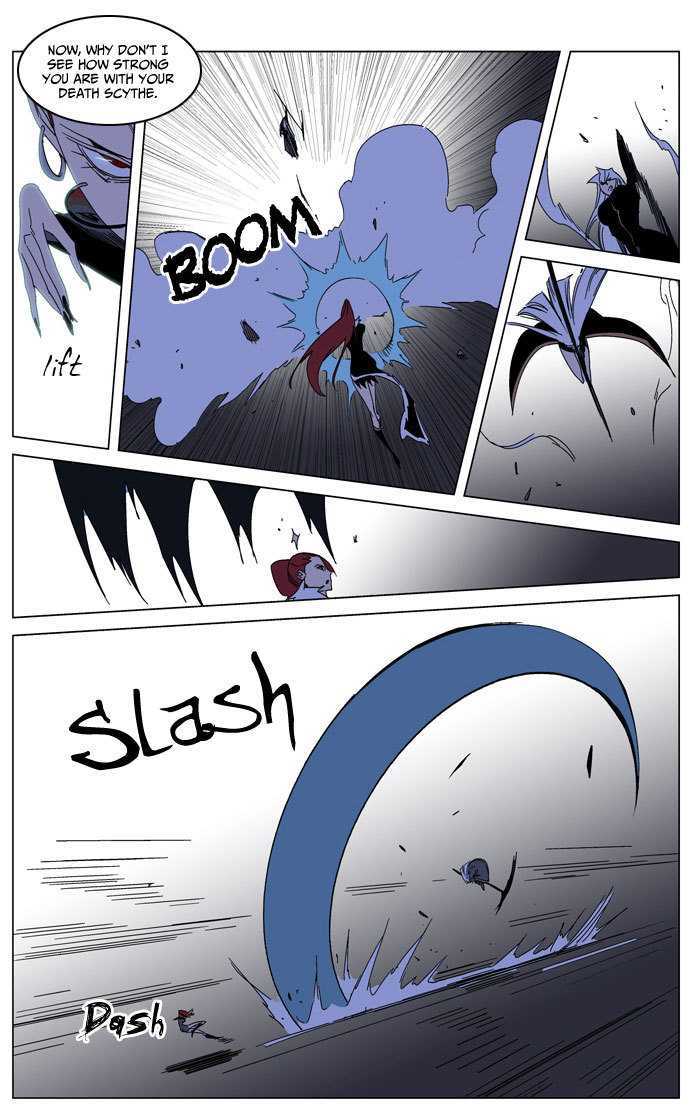 NOW, WHY DON'T I
SEE HOW STRONG
YOU ARE WITH YOUR
DEATH SCYTHE.
lift
BOOM
SLash
Dash